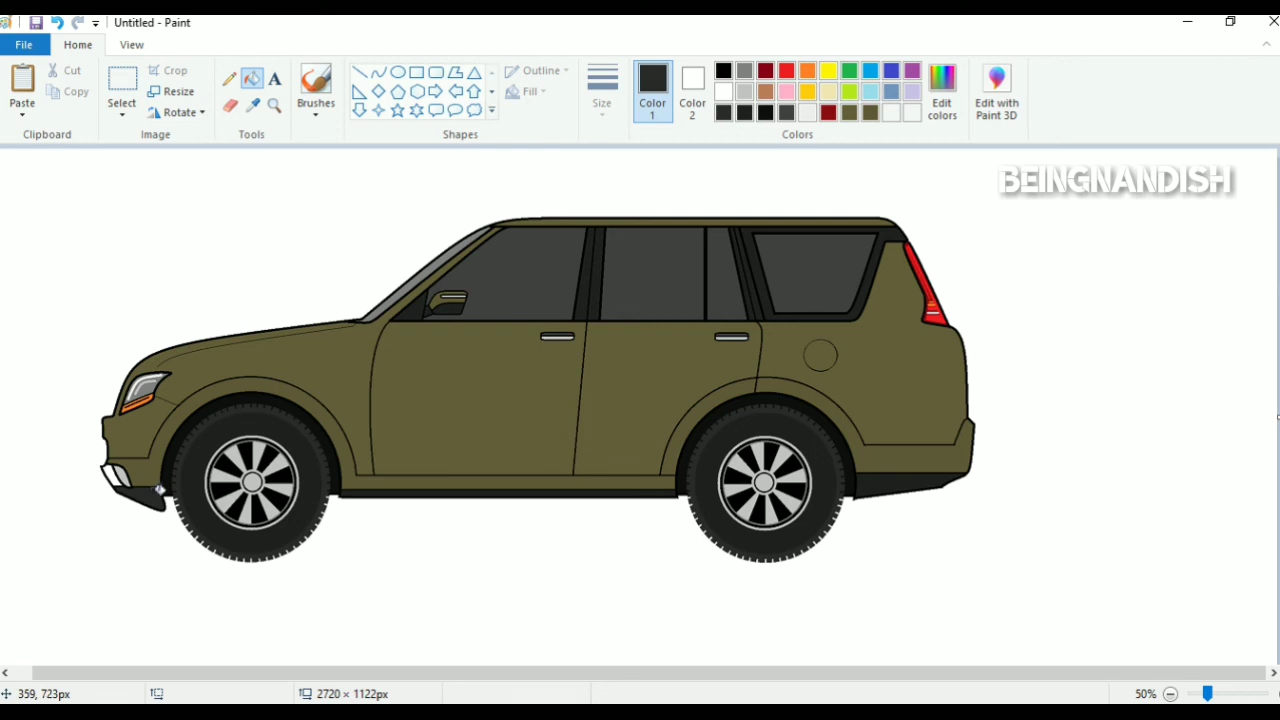 Untitled - Paint
File Home View
Cut
Copy
Paste
Clipboard
Select
Crop
Resize
Rotate
Image
A
Tools
Brushes
Outline
Fill
Shapes
Size
Color 1
Color 2
Colors
Edit colors
Edit with Paint 3D
BEINGNANDISH
359, 723px
2720 × 1122px
50%